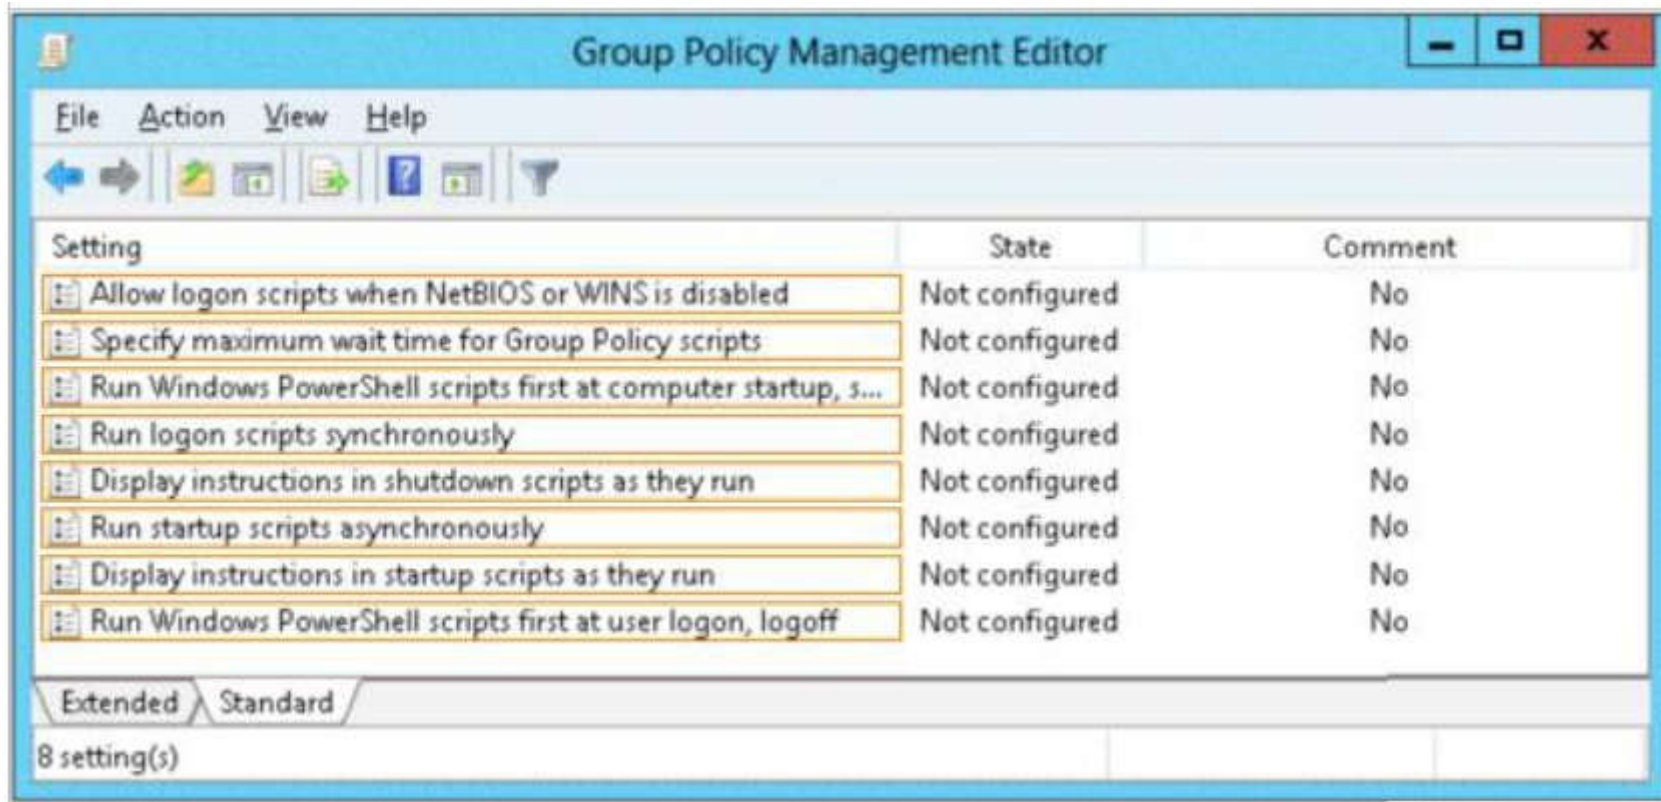 Group Policy Management Editor
File Action View Help
Setting State Comment
Allow logon scripts when NetBIOS or WINS is disabled Not configured No
Specify maximum wait time for Group Policy scripts Not configured No
Run Windows PowerShell scripts first at computer startup, s... Not configured No
Run logon scripts synchronously Not configured No
Display instructions in shutdown scripts as they run Not configured No
Run startup scripts asynchronously Not configured No
Display instructions in startup scripts as they run Not configured No
Run Windows PowerShell scripts first at user logon, logoff Not configured No
Extended Standard
8 setting(s)